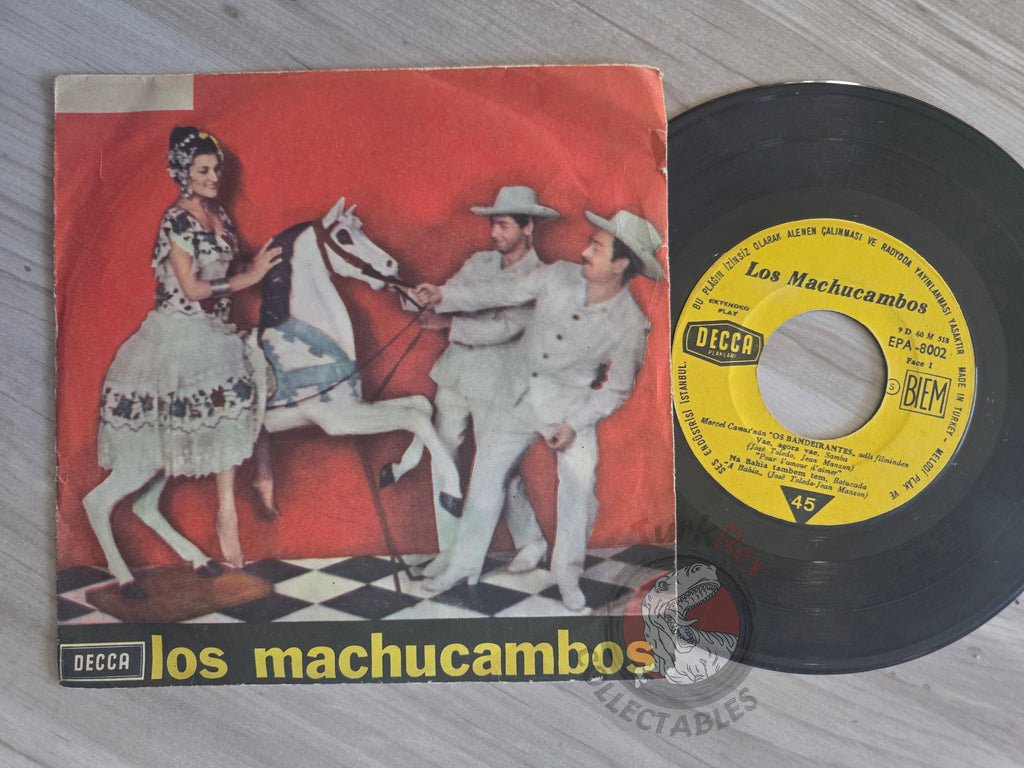 DECCA
los machucambos
BU PLÂĞIN İZİNSİZ OLARAK ALENEN ÇALINMASI VE RADYODA YAYINLANMASI YASAKTIR
MADE IN TURKEY - MELODİ PLAK VE SES ENDÜSTRİSİ İSTANBUL.
Los Machucambos
EXTENDED
PLAY
DECCA
PLAKLARI
9 D. 60 M 518
EPA-8002
Face I
S
BIEM
Marcel Camus'nün "OS BANDEIRANTES„ adlı filminden
Vae, agora vae, Samba
(José Toledo, Jean Manzon)
"Pour l'amour d'aimer"
Na Bahia tambem tem, Batucada
"A Bahia„ (José Toledo-Jean Manzon)
45
TurkRex
COLLECTABLES